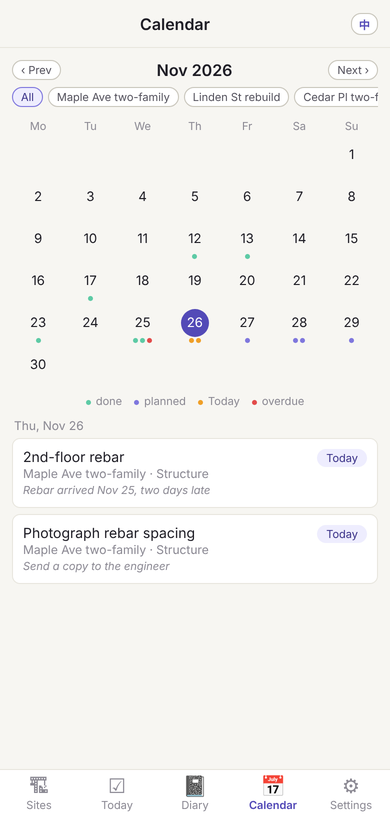 Calendar
中
‹ Prev
Nov 2026
Next ›
All
Maple Ave two-family
Linden St rebuild
Cedar Pl two-f
Mo Tu We Th Fr Sa Su
1
2 3 4 5 6 7 8
9 10 11 12 13 14 15
16 17 18 19 20 21 22
23 24 25 26 27 28 29
30
done planned Today overdue
Thu, Nov 26
2nd-floor rebar
Today
Maple Ave two-family · Structure
Rebar arrived Nov 25, two days late
Photograph rebar spacing
Today
Maple Ave two-family · Structure
Send a copy to the engineer
July
17
Sites Today Diary Calendar Settings